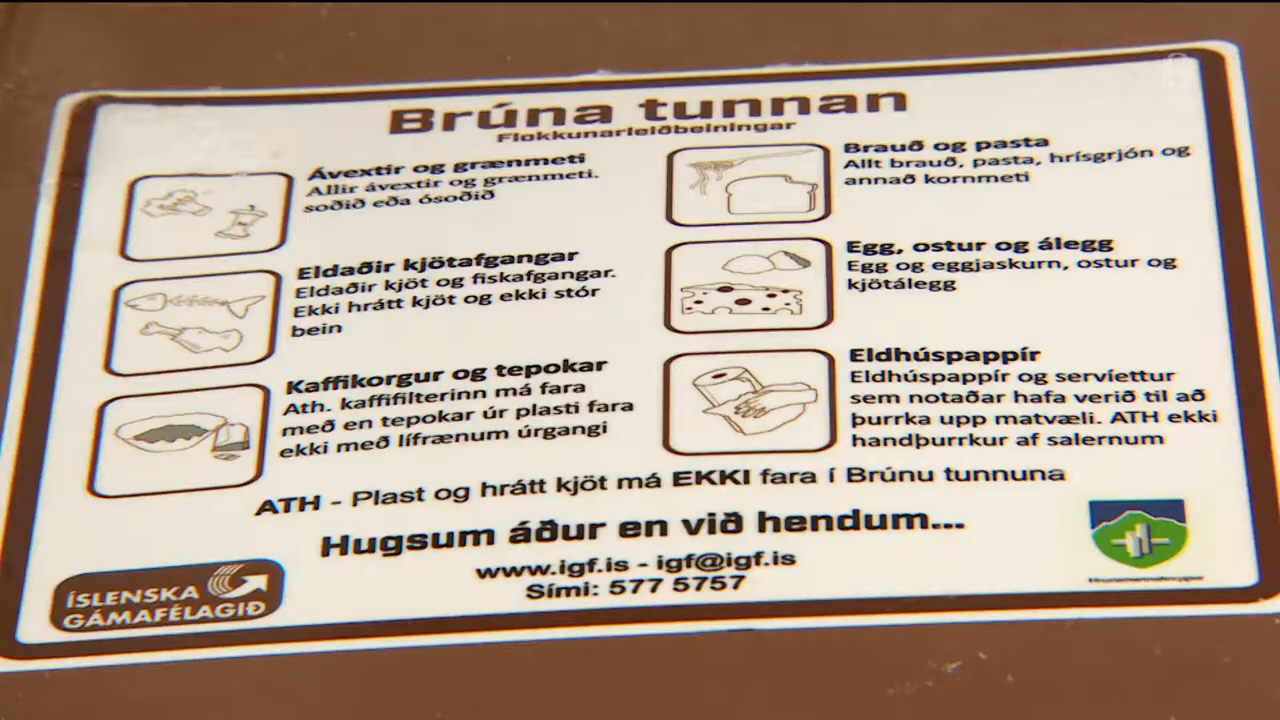 Brúna tunnan
Flokkunarleiðbeiningar
Ávextir og grænmeti
Allir ávextir og grænmeti.
soðið eða ósoðið
Eldaðir kjötafgangar
Eldaðir kjöt og fiskafgangar.
Ekki hrátt kjöt og ekki stór
bein
Kaffikorgur og tepokar
Ath. kaffifilterinn má fara
með en tepokar úr plasti fara
ekki með lífrænum úrgangi
Brauð og pasta
Allt brauð, pasta, hrísgrjón og
annað kornmeti
Egg, ostur og álegg
Egg og eggjaskurn, ostur og
kjötálegg
Eldhúspappír
Eldhúspappír og servíettur
sem notaðar hafa verið til að
þurrka upp matvæli. ATH ekki
handþurrkur af salernum
ATH - Plast og hrátt kjöt má EKKI fara í Brúnu tunnuna
Hugsum áður en við hendum...
www.igf.is - igf@igf.is
Sími: 577 5757
ÍSLENSKA
GÁMAFÉLAGIÐ